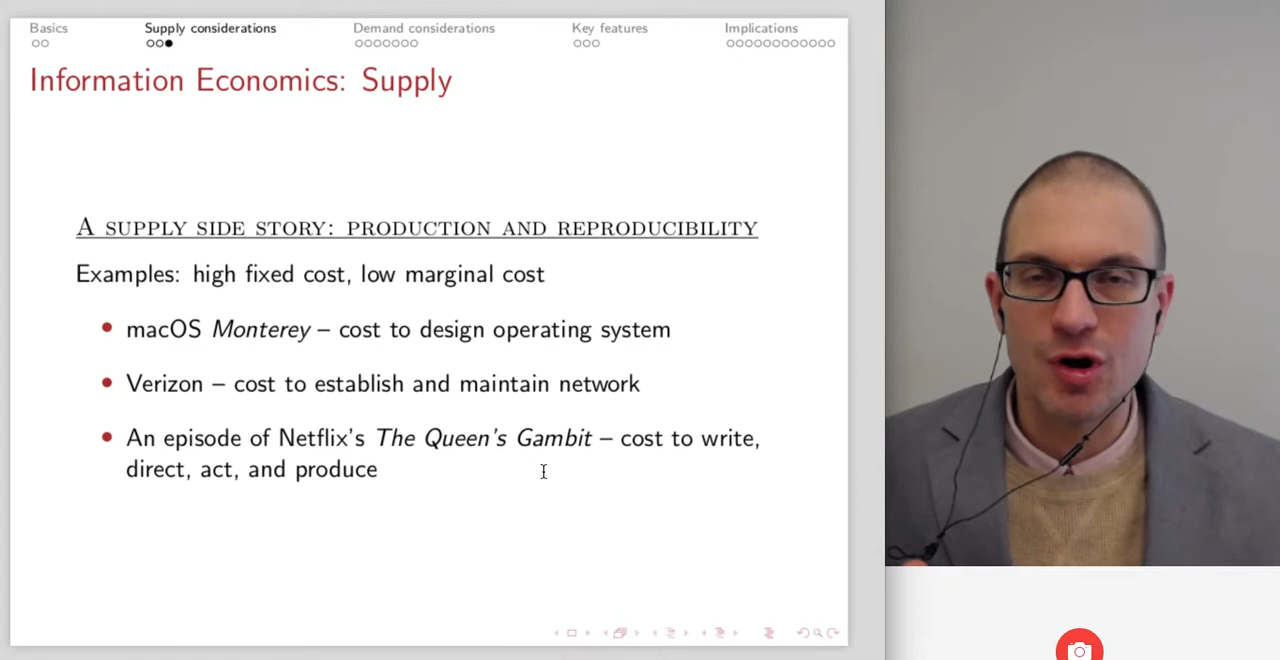 Basics Supply considerations Demand considerations Key features Implications
Information Economics: Supply
A SUPPLY SIDE STORY: PRODUCTION AND REPRODUCIBILITY
Examples: high fixed cost, low marginal cost
macOS Monterey – cost to design operating system
Verizon – cost to establish and maintain network
An episode of Netflix's The Queen's Gambit – cost to write,
direct, act, and produce